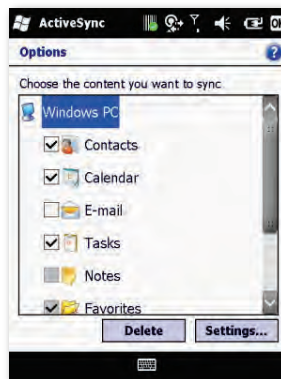 ActiveSync
OK
Options
?
Choose the content you want to sync
Windows PC
Contacts
Calendar
E-mail
Tasks
Notes
Favorites
Delete Settings...